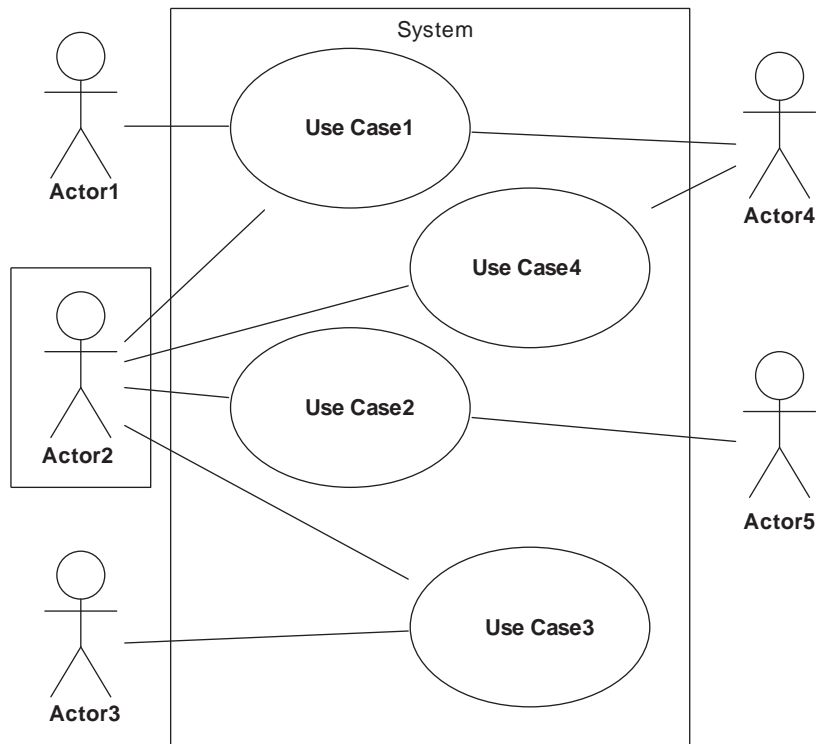 System
Use Case1
Actor1
Actor4
Use Case4
Use Case2
Actor2
Actor5
Use Case3
Actor3